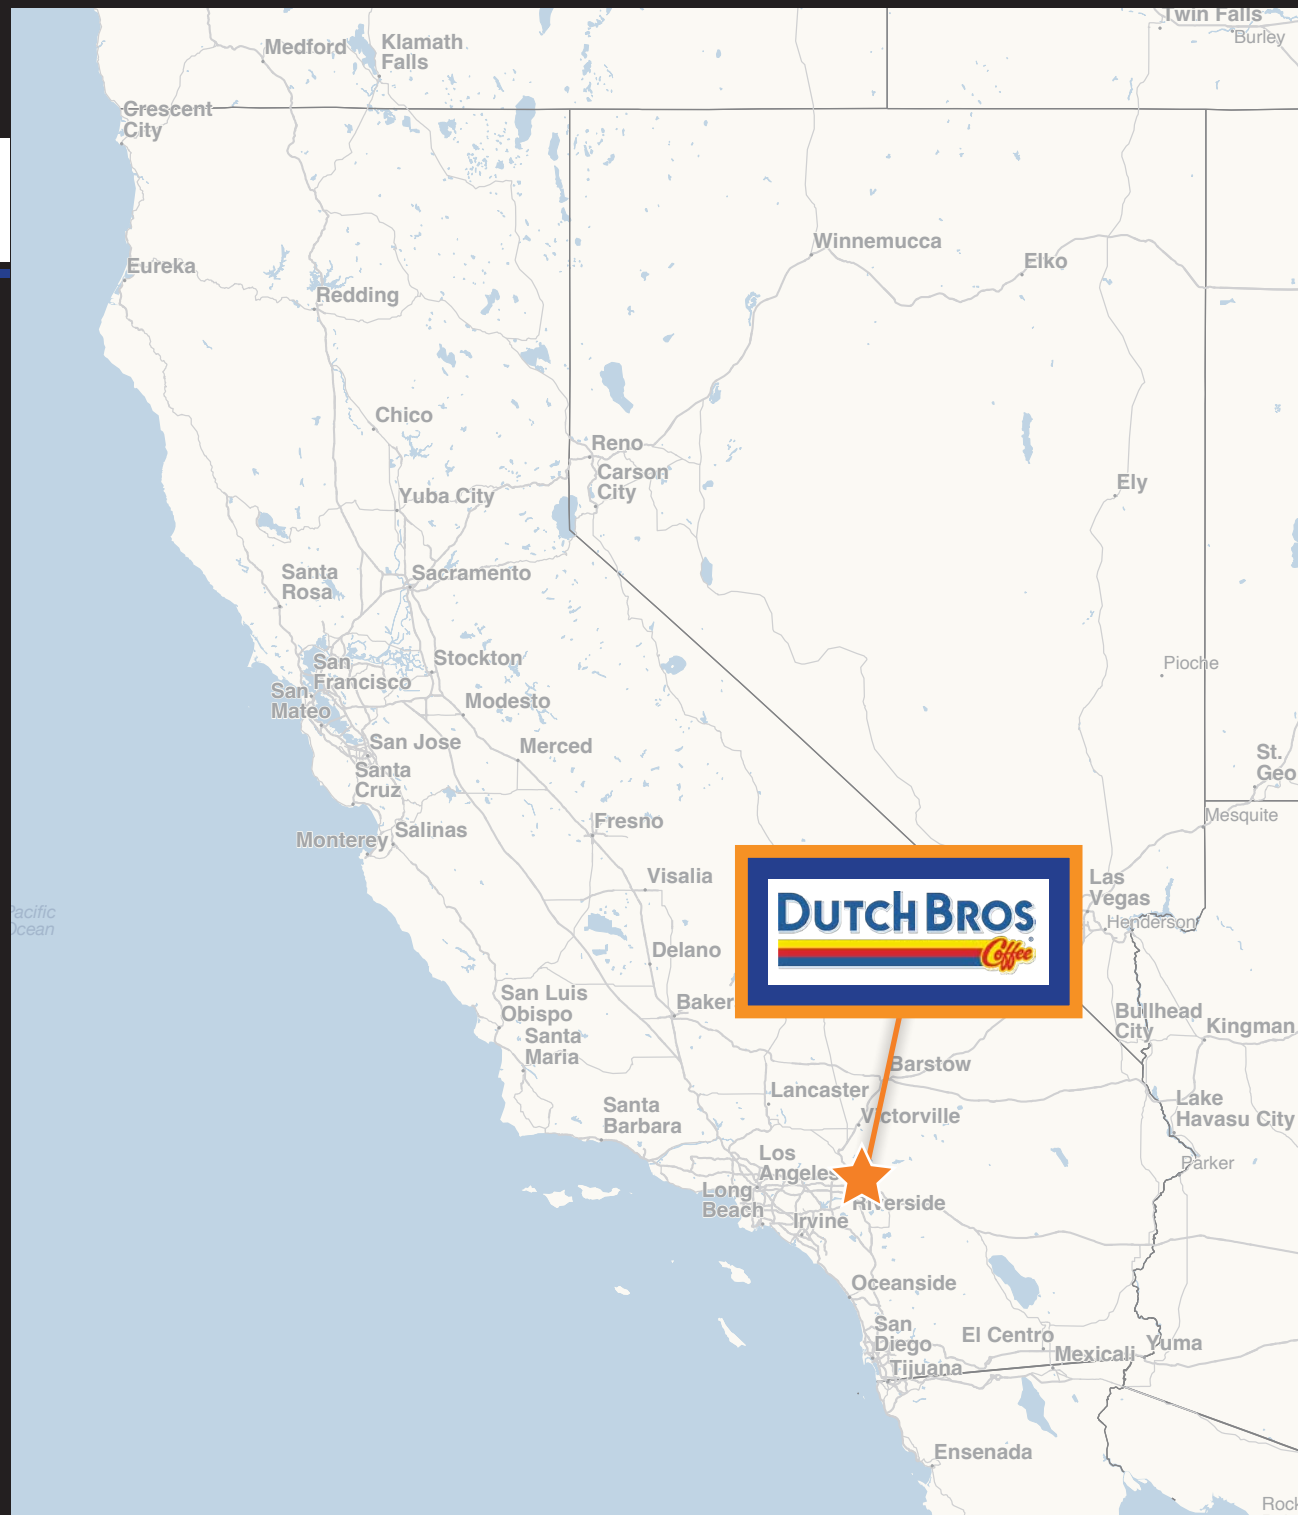 Twin Falls
Burley
Medford
Klamath
Falls
Crescent
City
Winnemucca
Elko
Eureka
Redding
Chico
Reno
Carson
City
Yuba City
Ely
Santa
Rosa
Sacramento
Stockton
San
Francisco
San
Mateo
Pioche
Modesto
San Jose
Merced
Santa
Cruz
St.
Geo
Mesquite
Fresno
Salinas
Monterey
Visalia
Las
Vegas
Henderson
Pacific
Ocean
DUTCH BROS.
Coffee
Delano
San Luis
Obispo
Baker
Bullhead
City
Kingman
Santa
Maria
Barstow
Lancaster
Victorville
Lake
Havasu City
Santa
Barbara
Los
Angeles
Parker
Long
Beach
Riverside
Irvine
Oceanside
San
Diego
El Centro
Mexicali
Yuma
Tijuana
Ensenada
Rock